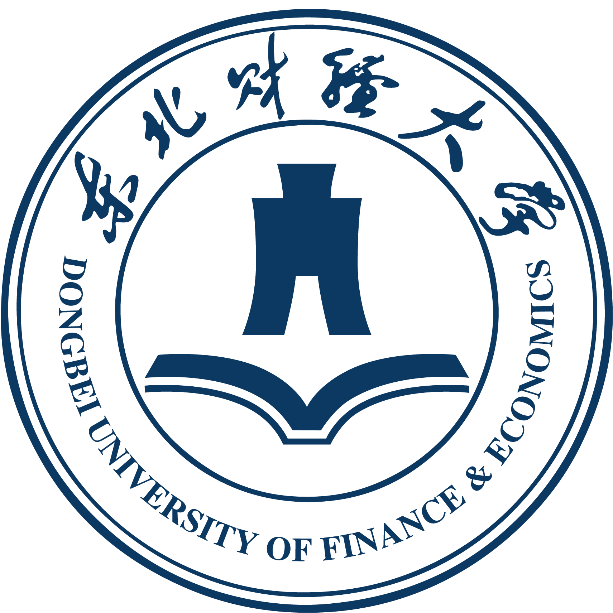 东北财经大学
DONGBEI UNIVERSITY OF FINANCE & ECONOMICS